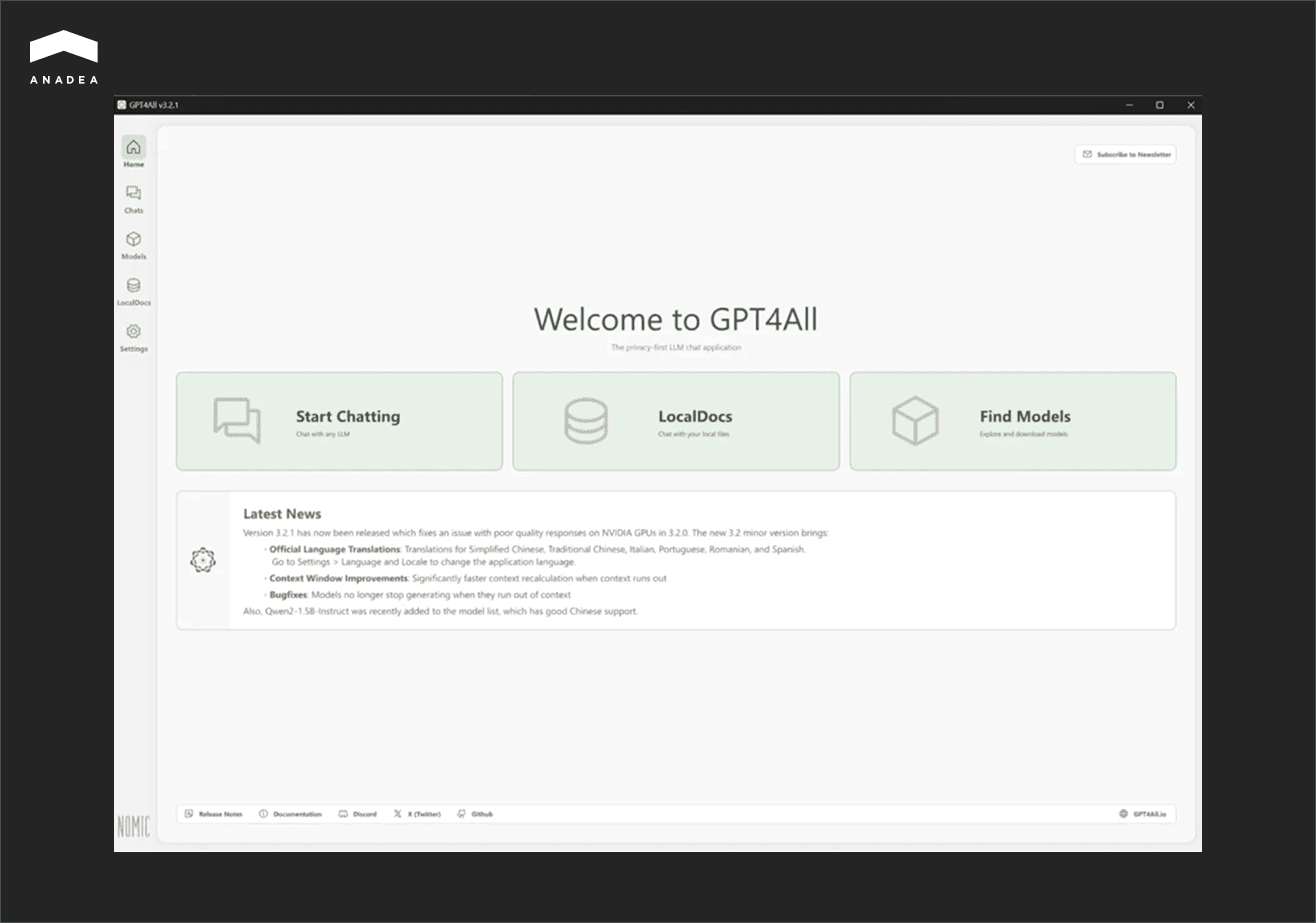 ANADEA
GPT4All v3.2.1
Home
Chats
Models
LocalDocs
Settings
Subscribe to Newsletter
Welcome to GPT4All
The privacy-first LLM chat application
Start Chatting
Chat with any LLM
LocalDocs
Chat with your local files
Find Models
Explore and download models
Latest News
Version 3.2.1 has now been released which fixes an issue with poor quality responses on NVIDIA GPUs in 3.2.0. The new 3.2 minor version brings:
· Official Language Translations: Translations for Simplified Chinese, Traditional Chinese, Italian, Portuguese, Romanian, and Spanish.
Go to Settings > Language and Locale to change the application language.
· Context Window Improvements: Significantly faster context recalculation when context runs out
· Bugfixes: Models no longer stop generating when they run out of context
Also, Qwen2-1.5B-Instruct was recently added to the model list, which has good Chinese support.
NOMIC
Release Notes
Documentation
Discord
X (Twitter)
Github
GPT4All.io